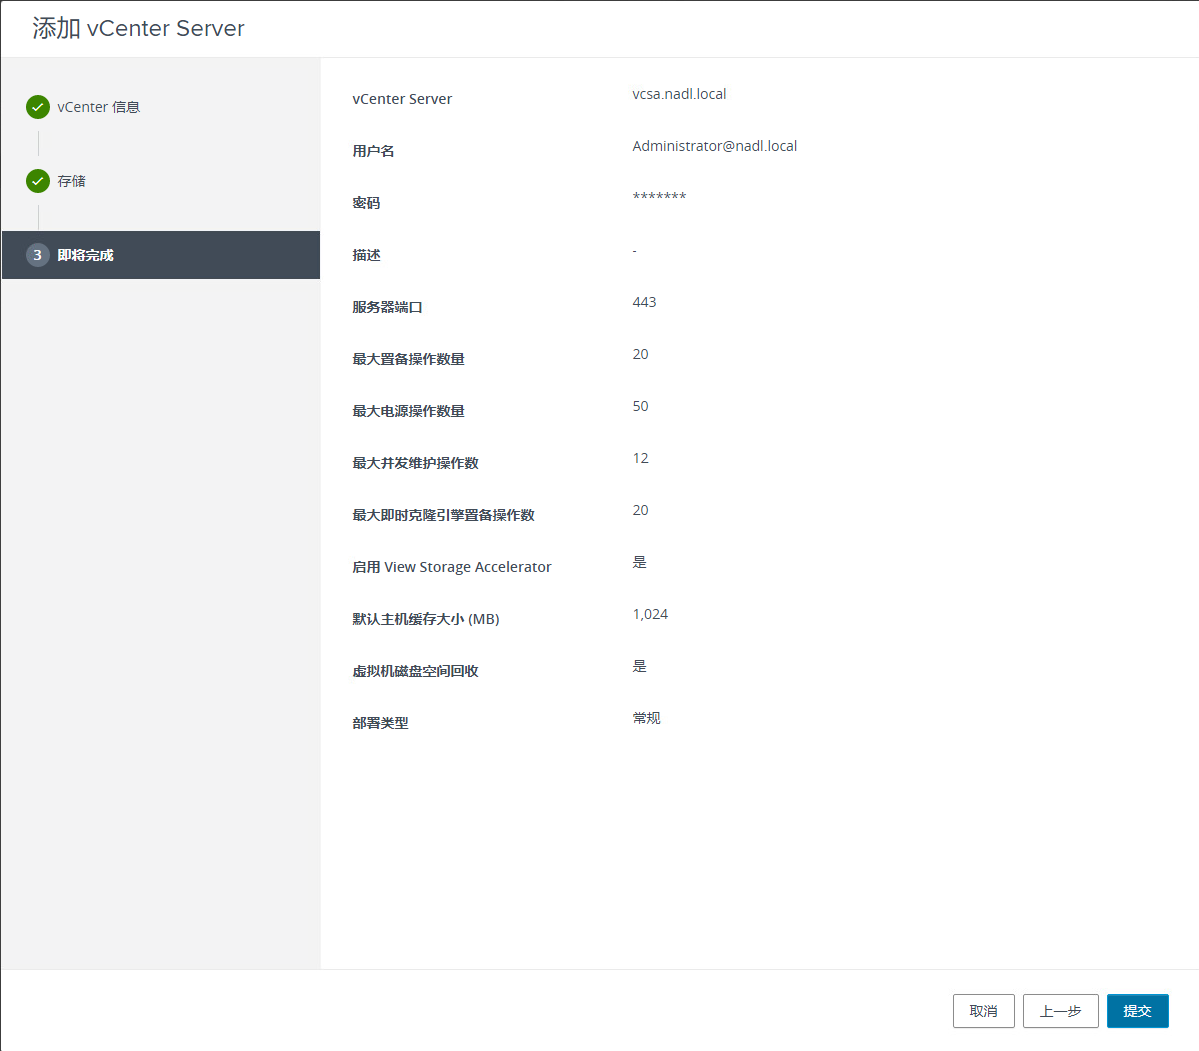 添加 vCenter Server
vCenter 信息
存储
3 即将完成
vCenter Server vcsa.nadl.local
用户名 Administrator@nadl.local
密码 *******
描述 -
服务器端口 443
最大置备操作数量 20
最大电源操作数量 50
最大并发维护操作数 12
最大即时克隆引擎置备操作数 20
启用 View Storage Accelerator 是
默认主机缓存大小 (MB) 1,024
虚拟机磁盘空间回收 是
部署类型 常规
取消 上一步 提交